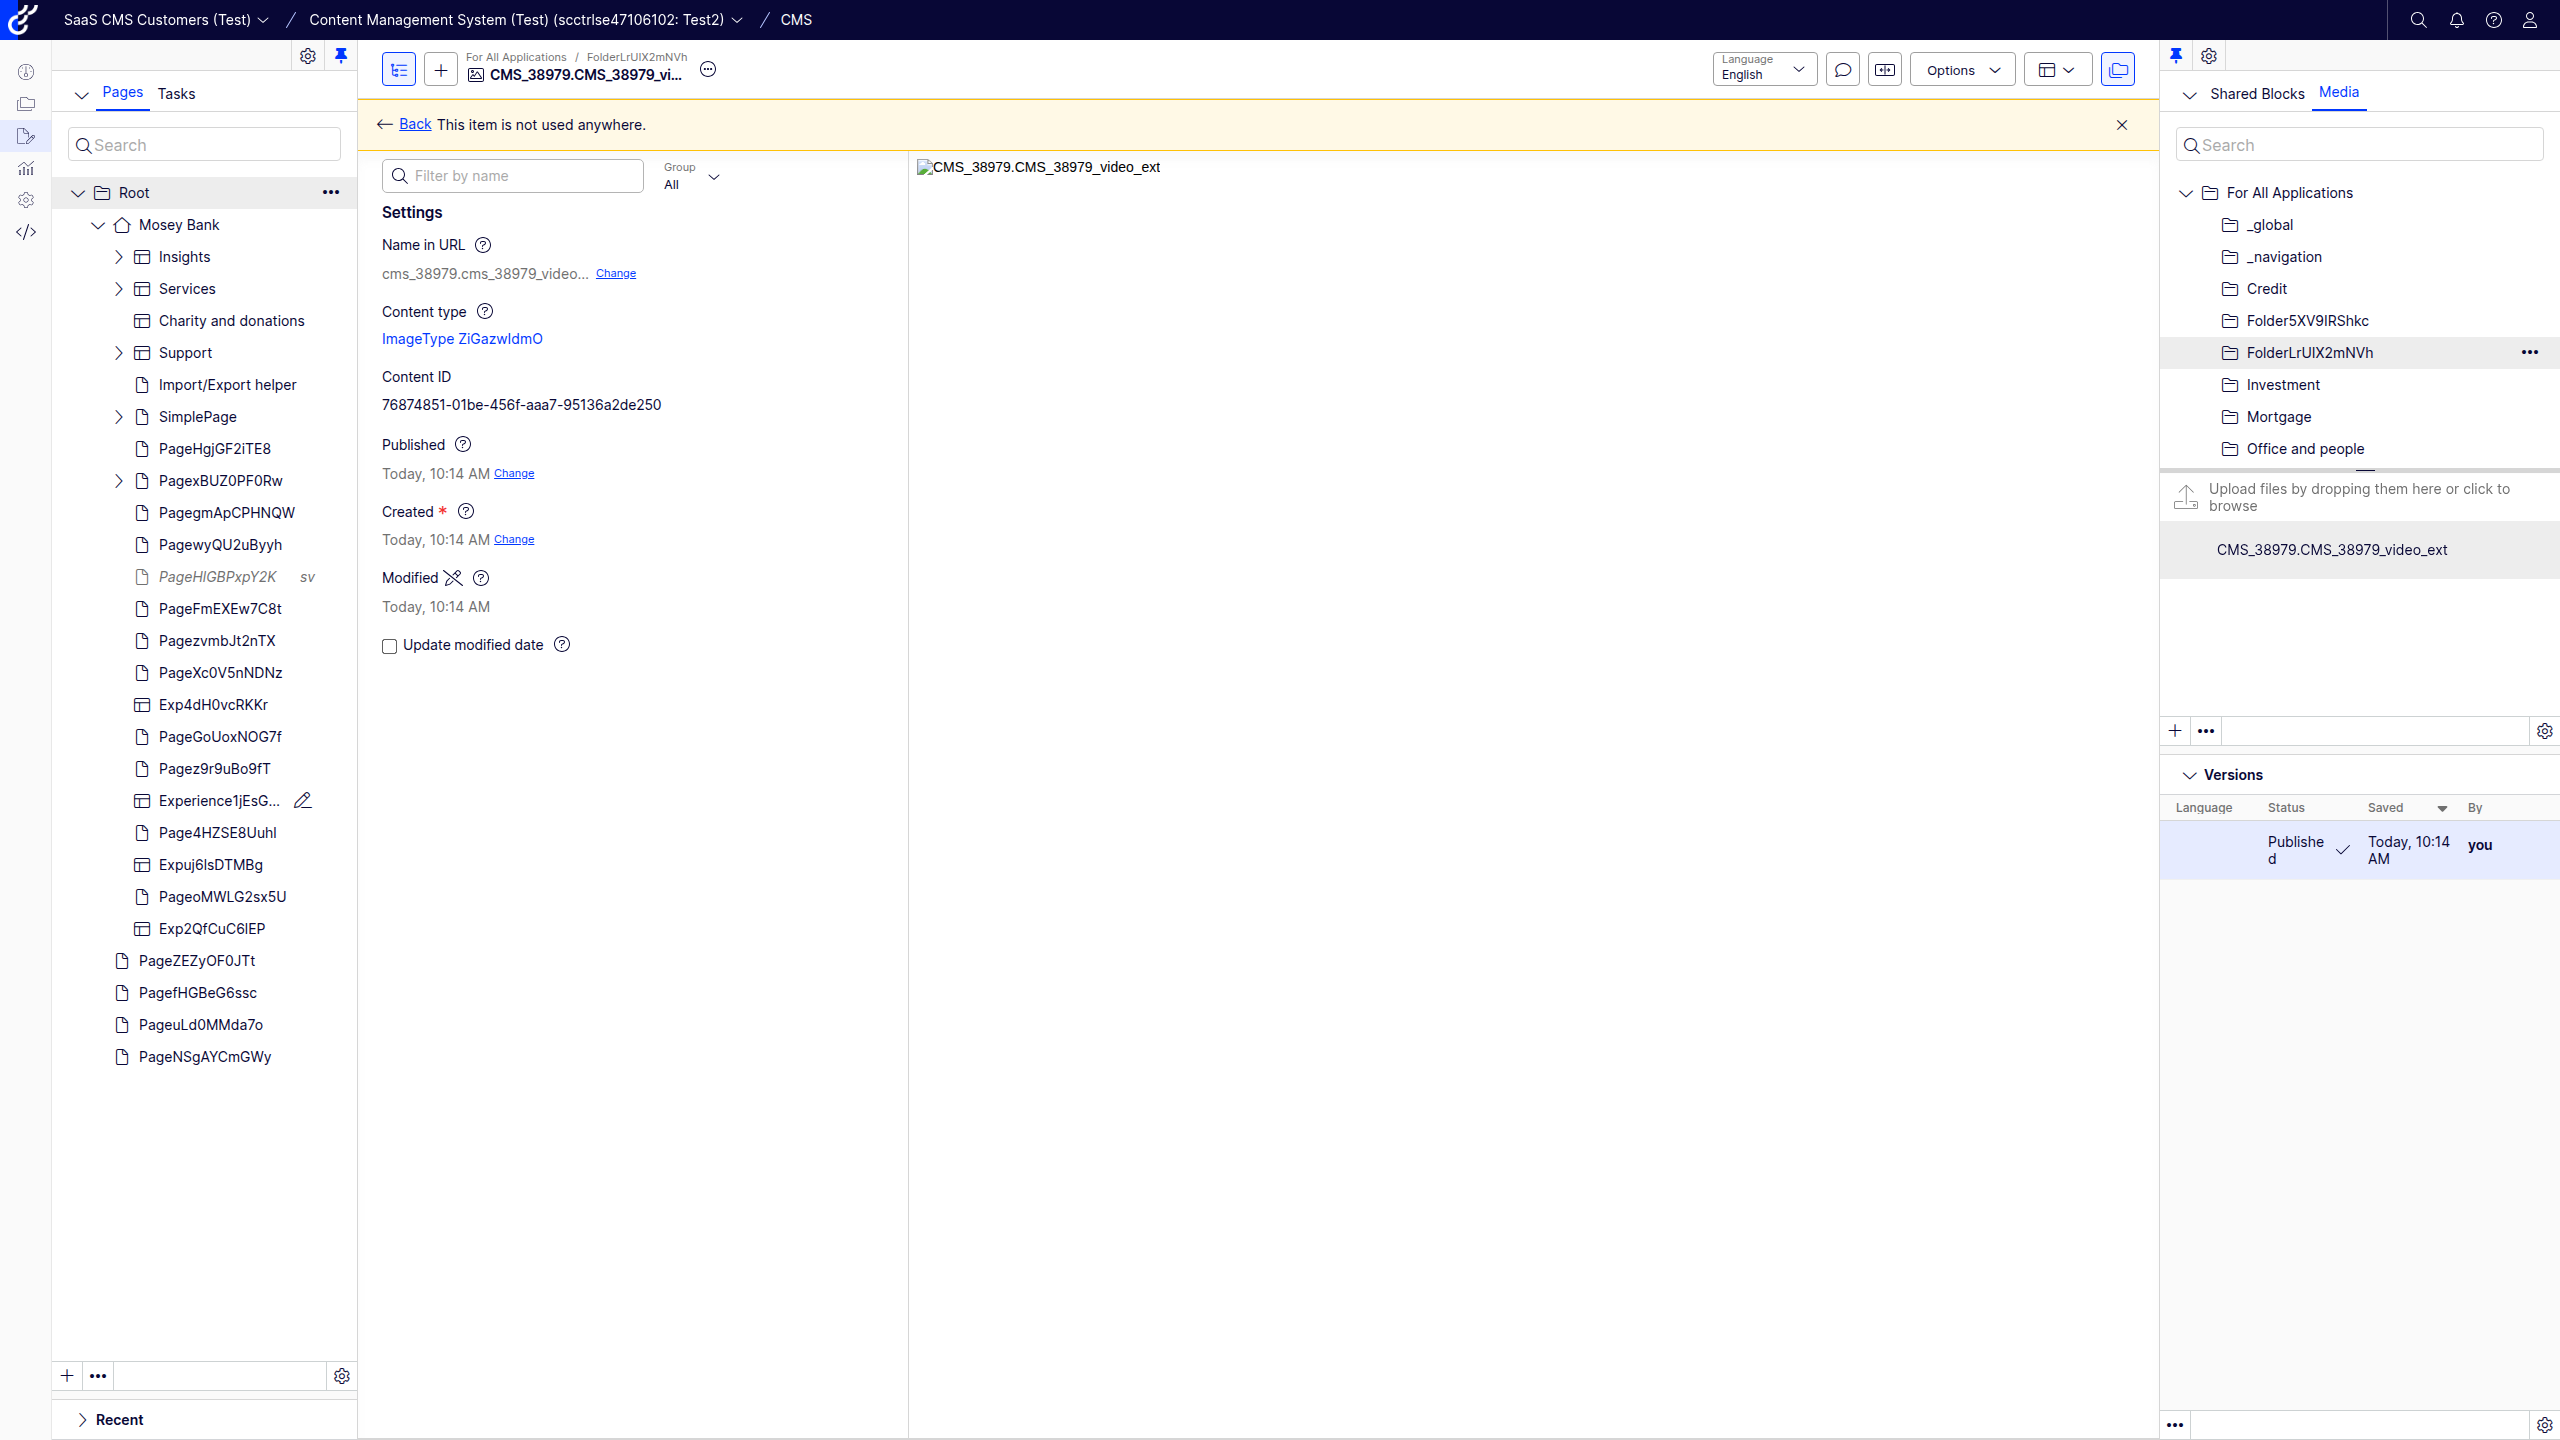 SaaS CMS Customers (Test) / Content Management System (Test) (scctrlse47106102: Test2) / CMS
Pages Tasks
Search
Root
Mosey Bank
Insights
Services
Charity and donations
Support
Import/Export helper
SimplePage
PageHgjGF2iTE8
PagexBUZ0PF0Rw
PagegmApCPHNQW
PagewyQU2uByyh
PageHlGBPxpY2K sv
PageFmEXEw7C8t
PagezvmbJt2nTX
PageXc0V5nNDNz
Exp4dH0vcRKKr
PageGoUoxNOG7f
Pagez9r9uBo9fT
Experience1jEsG...
Page4HZSE8Uuhl
Expuj6lsDTMBg
PageoMWLG2sx5U
Exp2QfCuC6lEP
PageZEZyOF0JTt
PagefHGBeG6ssc
PageuLd0MMda7o
PageNSgAYCmGWy
Recent
For All Applications / FolderLrUIX2mNVh
CMS_38979.CMS_38979_vi...
Language
English
Options
Back This item is not used anywhere.
Filter by name
Group
All
Settings
Name in URL
cms_38979.cms_38979_video... Change
Content type
ImageType ZiGazwIdmO
Content ID
76874851-01be-456f-aaa7-95136a2de250
Published
Today, 10:14 AM Change
Created *
Today, 10:14 AM Change
Modified
Today, 10:14 AM
Update modified date
CMS_38979.CMS_38979_video_ext
Shared Blocks Media
Search
For All Applications
_global
_navigation
Credit
Folder5XV9IRShkc
FolderLrUIX2mNVh
Investment
Mortgage
Office and people
Upload files by dropping them here or click to
browse
CMS_38979.CMS_38979_video_ext
Versions
Language Status Saved By
Publishe
d
Today, 10:14
AM
you